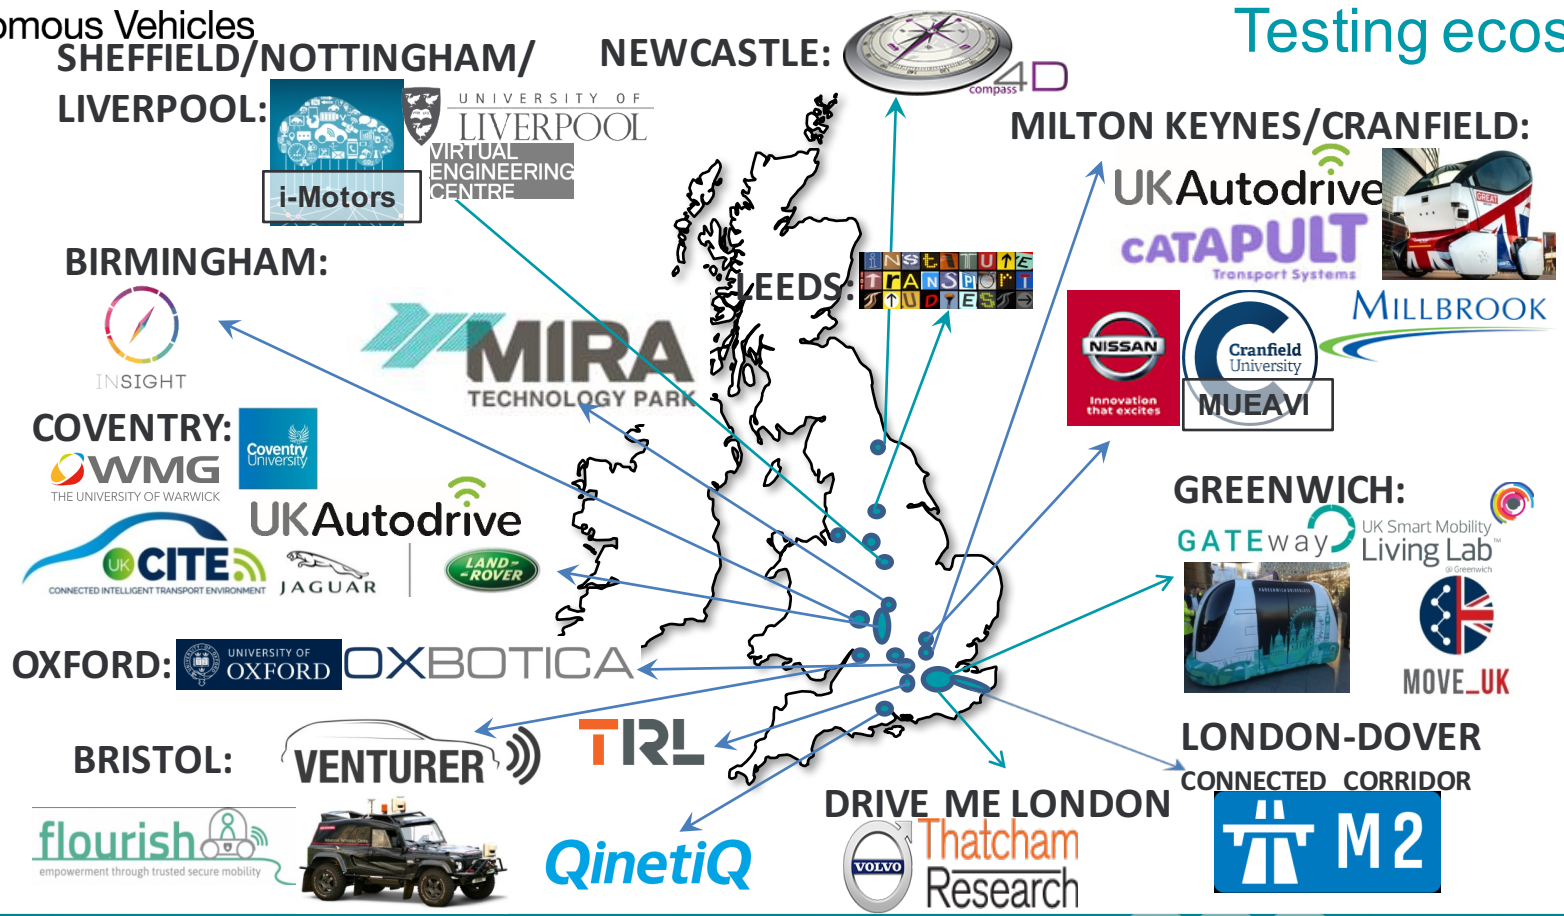 omous Vehicles
Testing ecos
SHEFFIELD/NOTTINGHAM/
LIVERPOOL:
i-Motors
UNIVERSITY OF
LIVERPOOL
VIRTUAL
ENGINEERING
CENTRE
NEWCASTLE:
compass4D
MILTON KEYNES/CRANFIELD:
UKAutodrive
CATAPULT
Transport Systems
GREAT
NISSAN
Innovation
that excites
Cranfield
University
MUEAVI
MILLBROOK
BIRMINGHAM:
INSIGHT
MIRA
TECHNOLOGY PARK
LEEDS:
INSTITUTE
TRANSPORT
STUDIES
COVENTRY:
WMG
THE UNIVERSITY OF WARWICK
Coventry
University
UKAutodrive
UK CITE
CONNECTED INTELLIGENT TRANSPORT ENVIRONMENT
JAGUAR
LAND-
-ROVER
GREENWICH:
GATEway
UK Smart Mobility
Living Lab™
@ Greenwich
MOVE_UK
OXFORD:
UNIVERSITY OF
OXFORD
OXBOTICA
BRISTOL:
VENTURER
flourish
empowerment through trusted secure mobility
TRL
QinetiQ
DRIVE ME LONDON
VOLVO
Thatcham
Research
LONDON-DOVER
CONNECTED CORRIDOR
M2